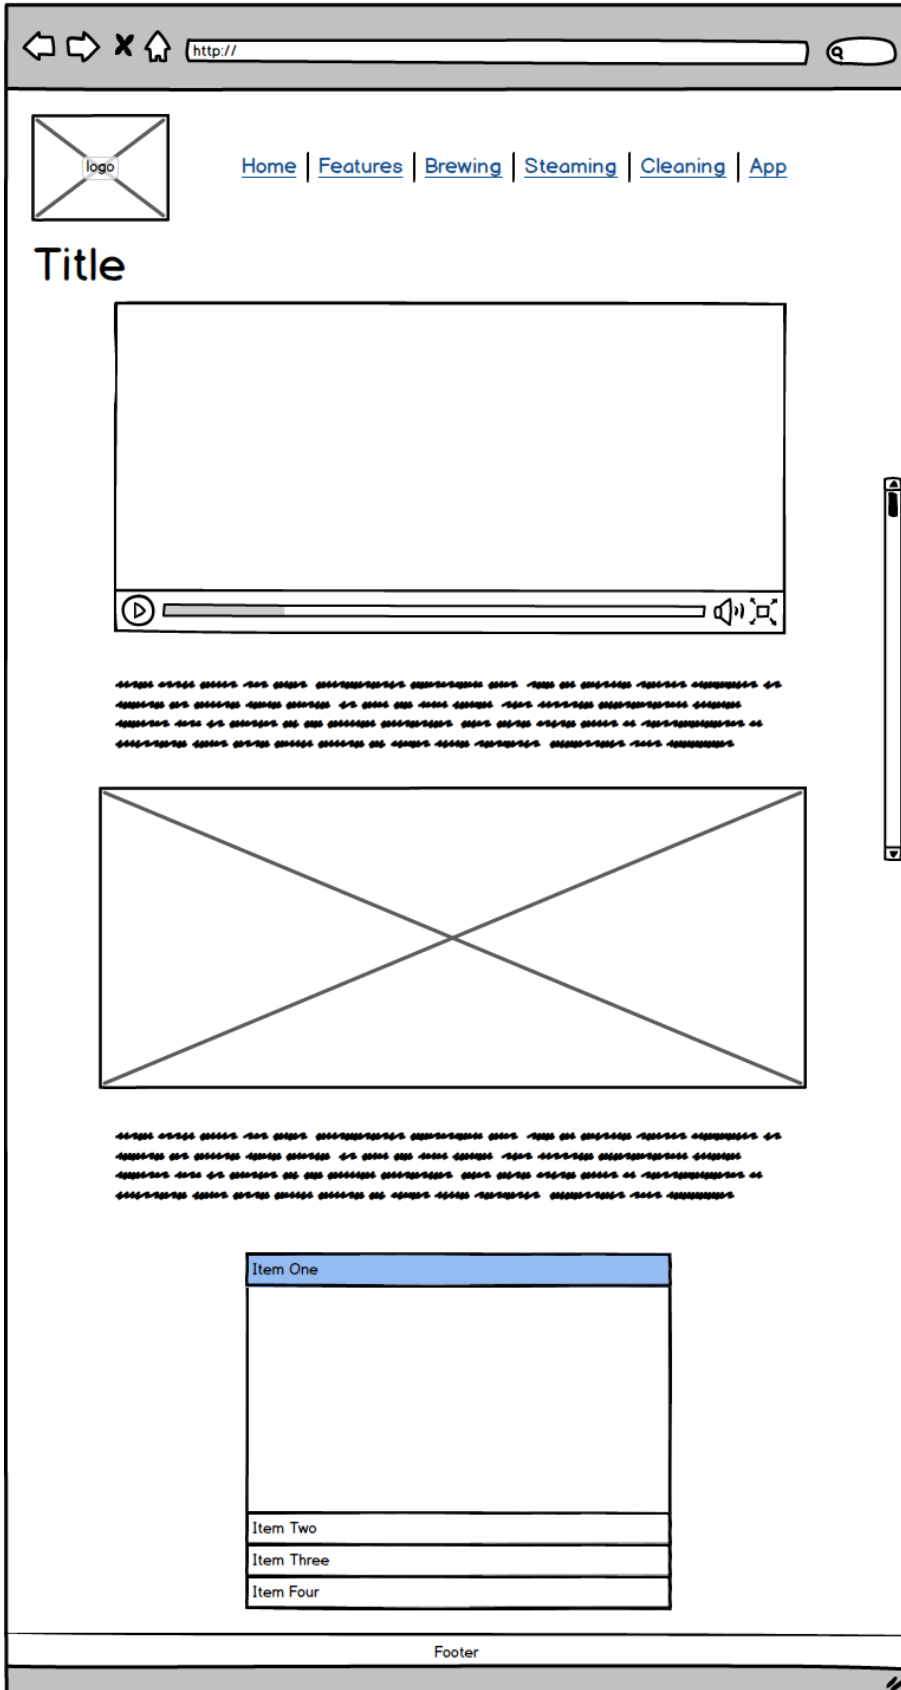 http://
logo
Home | Features | Brewing | Steaming | Cleaning | App
Title
Item One
Item Two
Item Three
Item Four
Footer